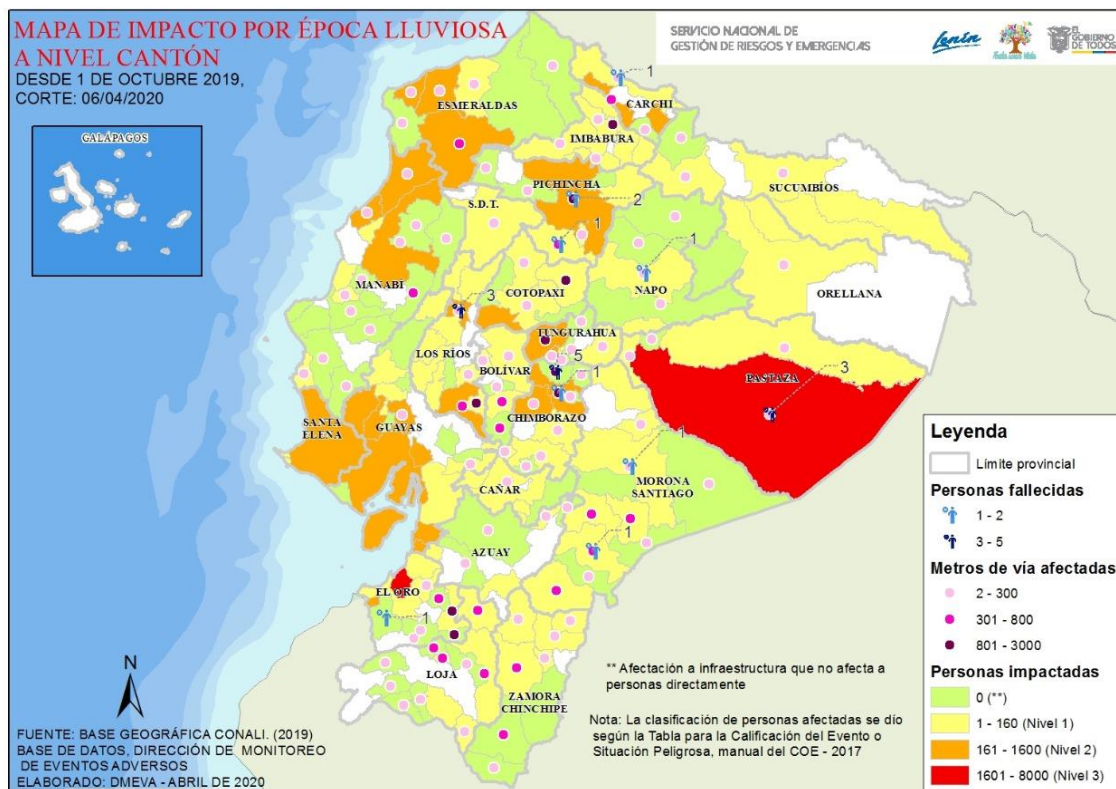 MAPA DE IMPACTO POR ÉPOCA LLUVIOSA
A NIVEL CANTÓN
DESDE 1 DE OCTUBRE 2019,
CORTE: 06/04/2020
SERVICIO NACIONAL DE
GESTIÓN DE RIESGOS Y EMERGENCIAS
Lenín
Toda una Vida
EL
GOBIERNO
DE TODOS
GALÁPAGOS
ESMERALDAS
CARCHI
1
IMBABURA
PICHINCHA
2
SUCUMBÍOS
S.D.T.
1
1
MANABÍ
COTOPAXI
NAPO
ORELLANA
3
TUNGURAHUA
LOS RÍOS
BOLÍVAR
5
1
PASTAZA
3
SANTA
ELENA
GUAYAS
CHIMBORAZO
1
CAÑAR
MORONA
SANTIAGO
AZUAY
1
EL ORO
1
LOJA
ZAMORA
CHINCHIPE
N
** Afectación a infraestructura que no afecta a
personas directamente
Nota: La clasificación de personas afectadas se dío
según la Tabla para la Calificación del Evento o
Situación Peligrosa, manual del COE - 2017
FUENTE: BASE GEOGRÁFICA CONALI. (2019)
BASE DE DATOS, DIRECCIÓN DE MONITOREO
DE EVENTOS ADVERSOS
ELABORADO: DMEVA - ABRIL DE 2020
Leyenda
Límite provincial
Personas fallecidas
1 - 2
3 - 5
Metros de vía afectadas
2 - 300
301 - 800
801 - 3000
Personas impactadas
0 (**)
1 - 160 (Nivel 1)
161 - 1600 (Nivel 2)
1601 - 8000 (Nivel 3)